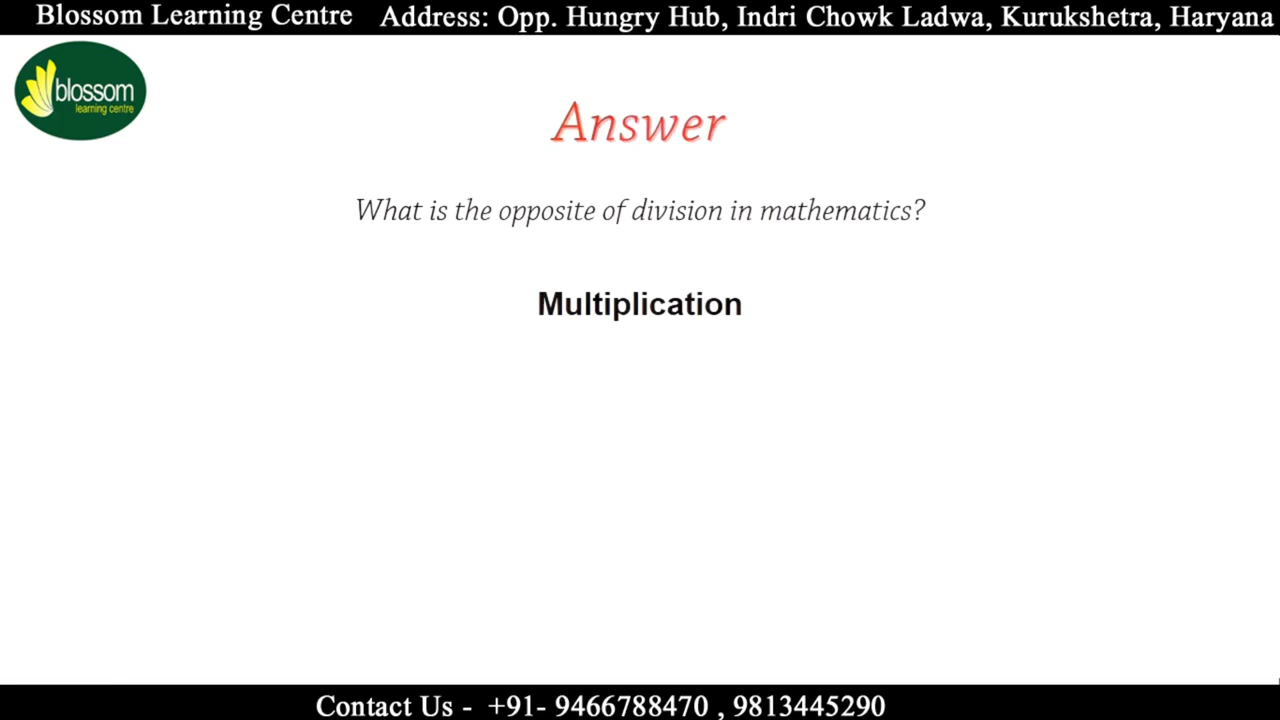 Blossom Learning Centre Address: Opp. Hungry Hub, Indri Chowk Ladwa, Kurukshetra, Haryana
blossom
learning centre
Answer
What is the opposite of division in mathematics?
Multiplication
Contact Us - +91- 9466788470 , 9813445290